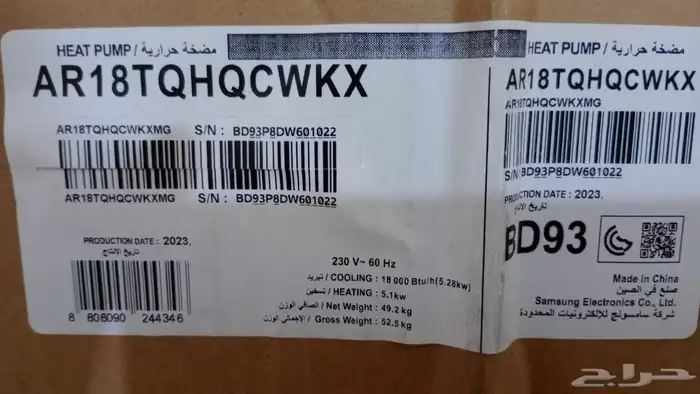 HEAT PUMP / مضخة حرارية
AR18TQHQCWKX
AR18TQHQCWKXMG S/N : BD93P8DW601022
AR18TQHQCWKXMG S/N : BD93P8DW601022
PRODUCTION DATE : 2023.
تاريخ الإنتاج
8 806090 244346
230 V~ 60 Hz
تبريد / COOLING : 18 000 Btu/h(5.28kw)
تسخين / HEATING : 5.1kw
الصافي الوزن / Net Walght : 49.2 kg
الإجمالي الوزن / Gross Weight : 52.5 kg
HEAT PUMP / مضخة حرارية
AR18TQHQCWKX
AR18TQHQCWKXMG
S/N : BD93P8DW601022
PRODUCTION DATE : 2023.
تاريخ الإنتاج
BD93
Made In China
صنع في الصين
Samsung Electronics Co., Ltd.
شركة سامسونج للإلكترونيات المحدودة
حراج